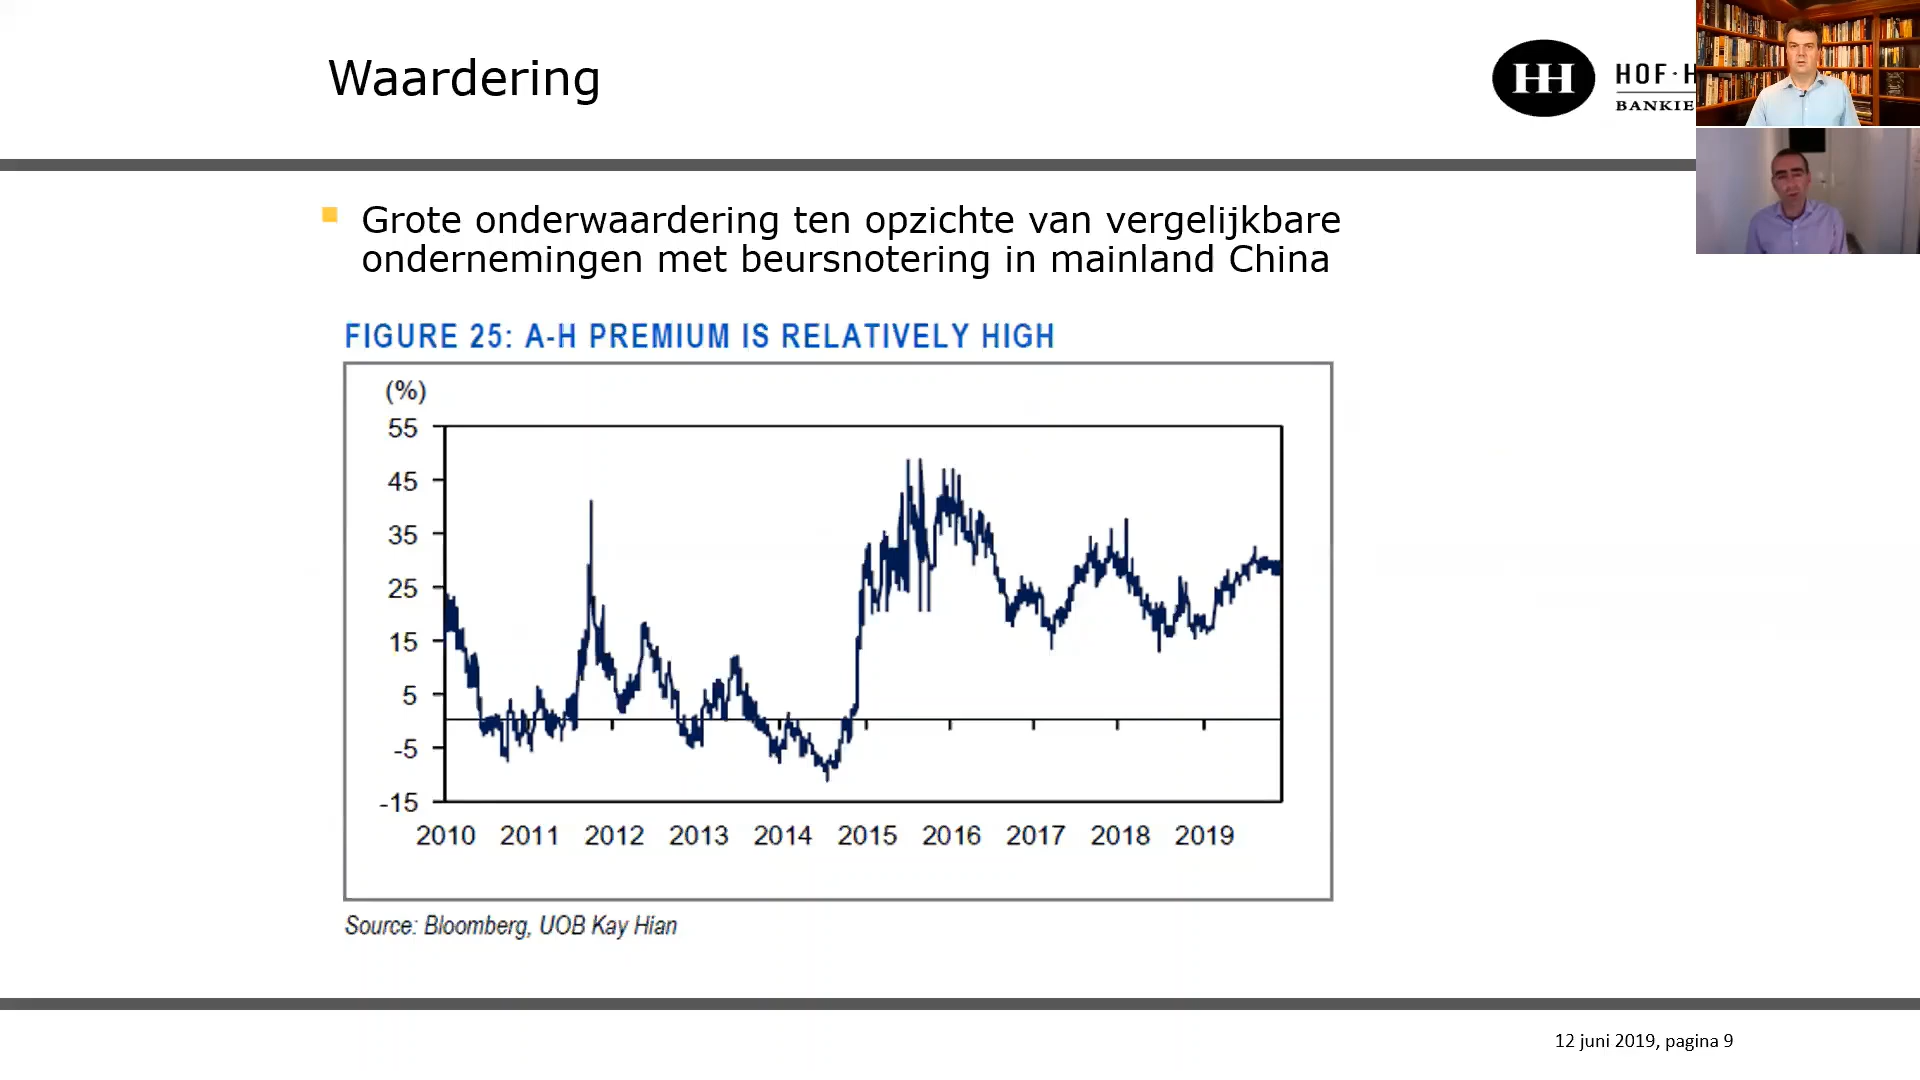 Waardering
HH
HOF·H
BANKIE
Grote onderwaardering ten opzichte van vergelijkbare
ondernemingen met beursnotering in mainland China
FIGURE 25: A-H PREMIUM IS RELATIVELY HIGH
(%)
55
45
35
25
15
5
-5
-15
2010 2011 2012 2013 2014 2015 2016 2017 2018 2019
Source: Bloomberg, UOB Kay Hian
12 juni 2019, pagina 9